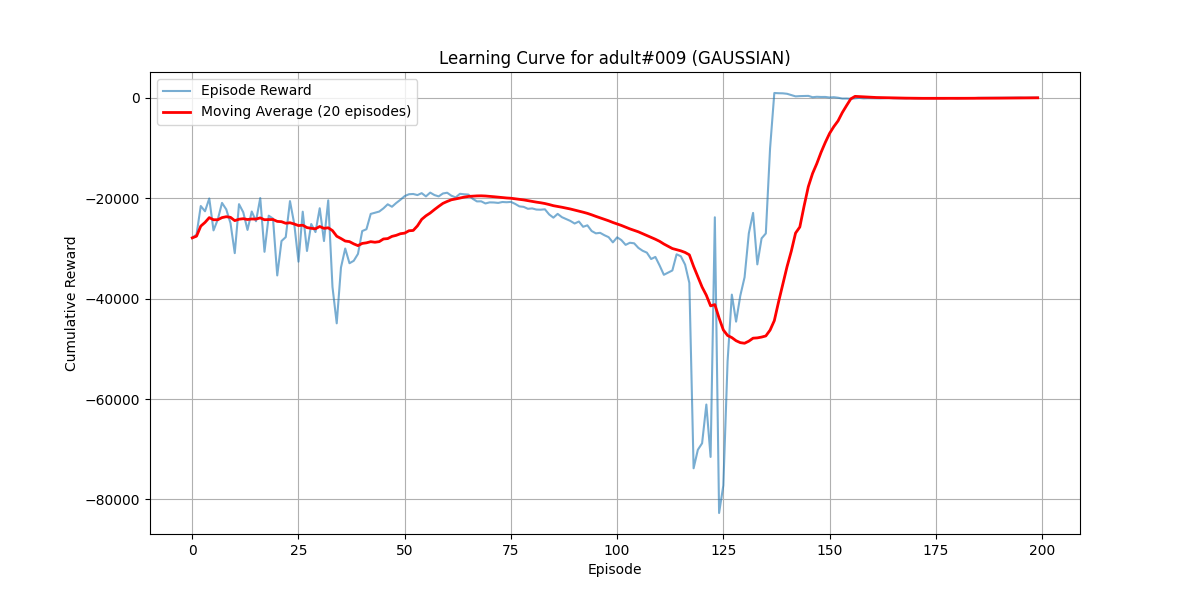 Learning Curve for adult#009 (GAUSSIAN)
Episode Reward
Moving Average (20 episodes)
Cumulative Reward
0
−20000
−40000
−60000
−80000
0 25 50 75 100 125 150 175 200
Episode